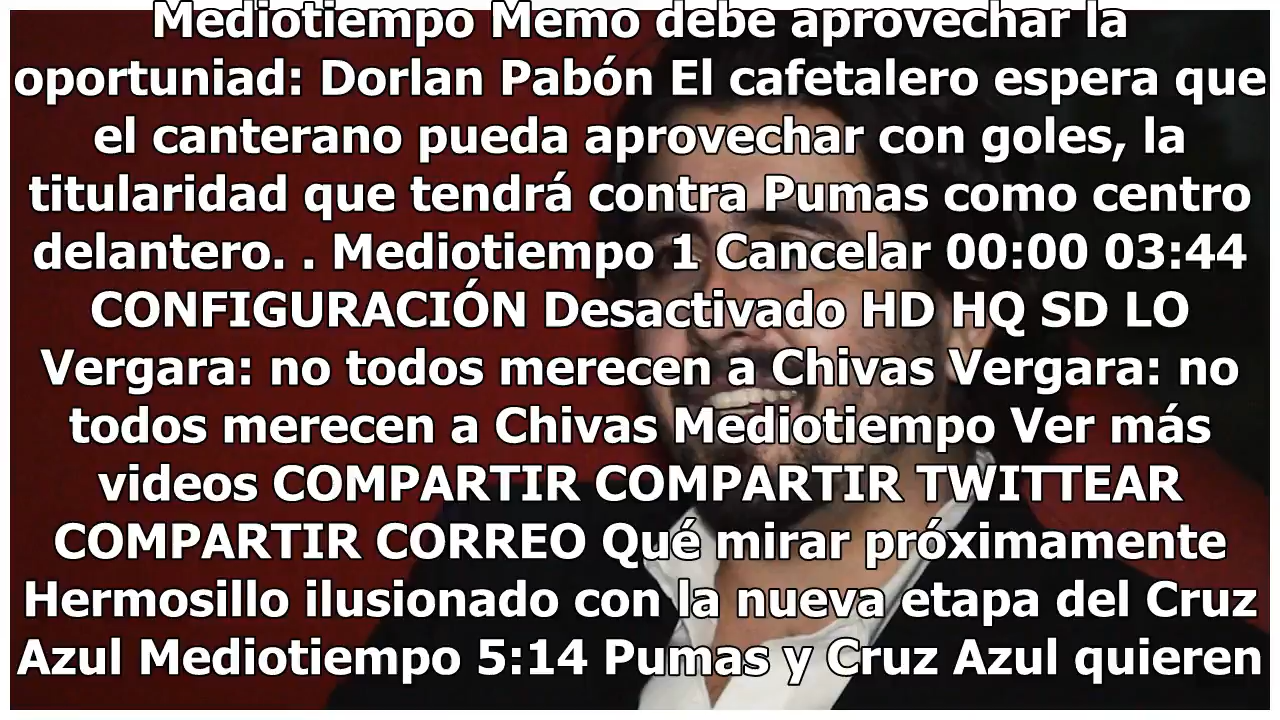 Mediotiempo Memo debe aprovechar la
oportuniad: Dorlan Pabón El cafetalero espera que
el canterano pueda aprovechar con goles, la
titularidad que tendrá contra Pumas como centro
delantero. . Mediotiempo 1 Cancelar 00:00 03:44
CONFIGURACIÓN Desactivado HD HQ SD LO
Vergara: no todos merecen a Chivas Vergara: no
todos merecen a Chivas Mediotiempo Ver más
videos COMPARTIR COMPARTIR TWITTEAR
COMPARTIR CORREO Qué mirar próximamente
Hermosillo ilusionado con la nueva etapa del Cruz
Azul Mediotiempo 5:14 Pumas y Cruz Azul quieren